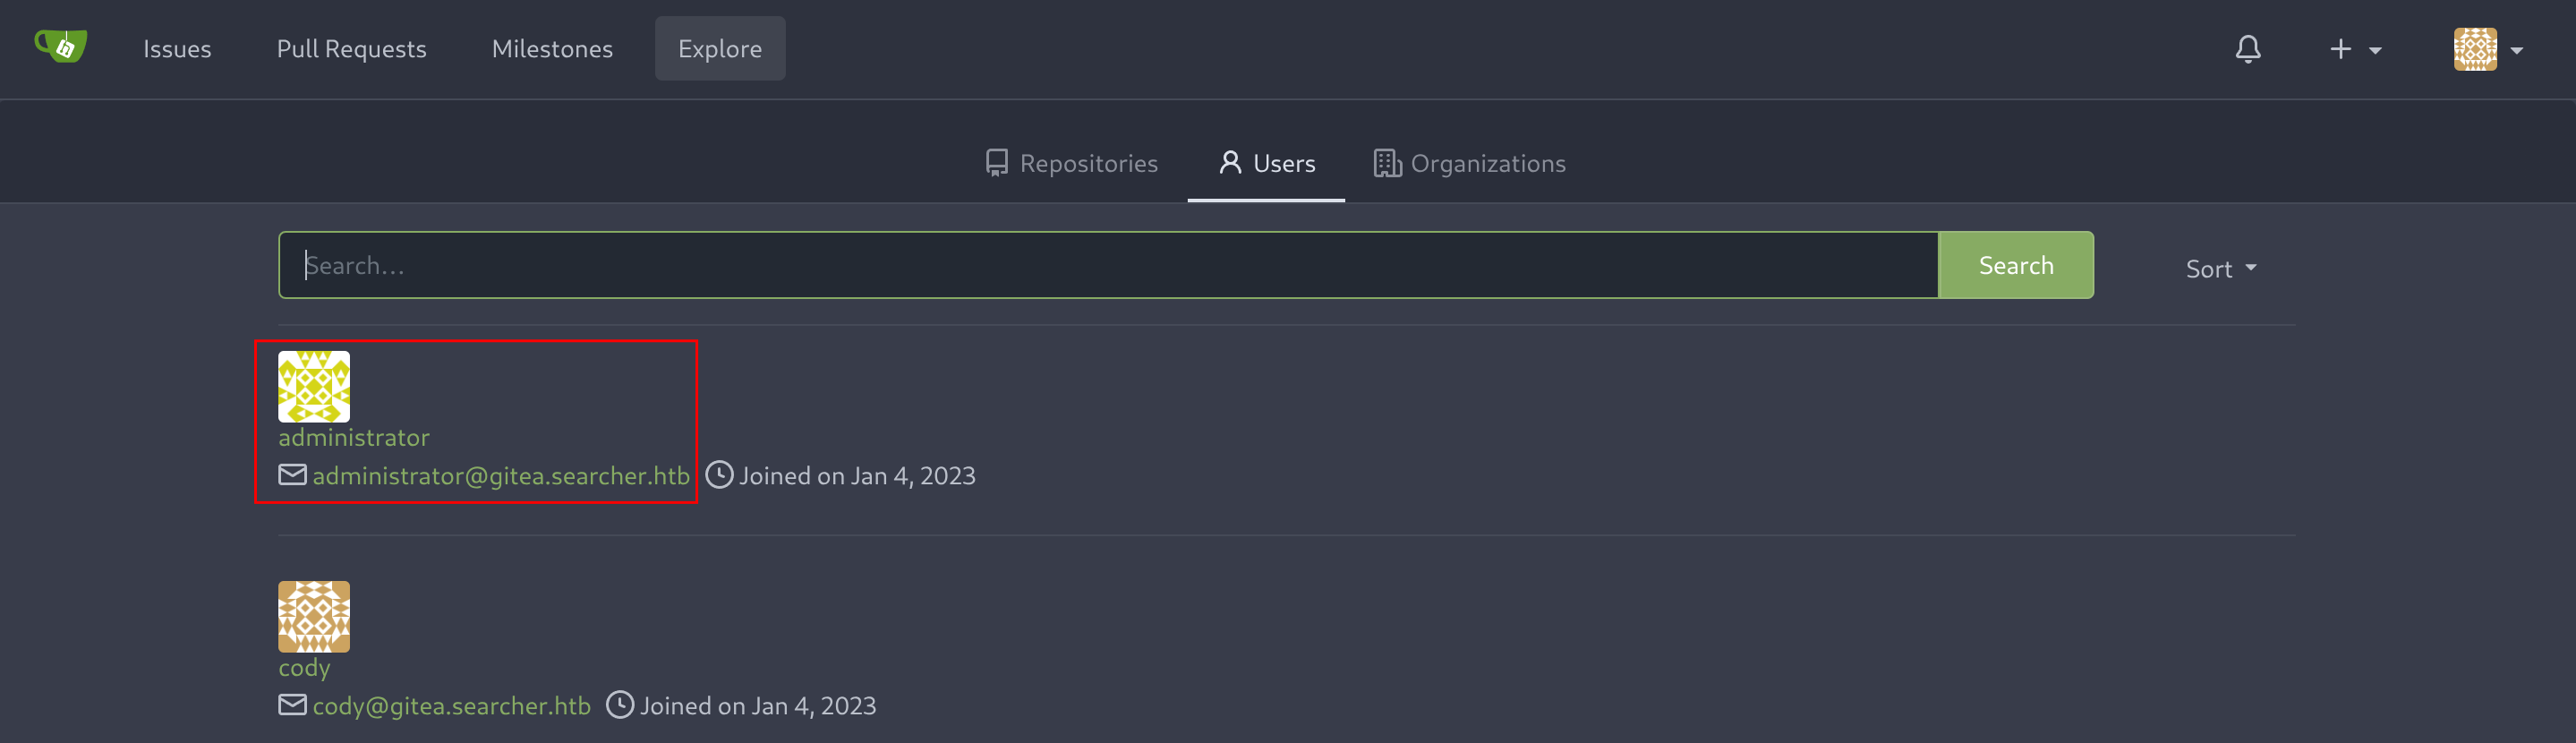 Issues Pull Requests Milestones Explore
Repositories Users Organizations
Search... Search Sort
administrator
administrator@gitea.searcher.htb Joined on Jan 4, 2023
cody
cody@gitea.searcher.htb Joined on Jan 4, 2023